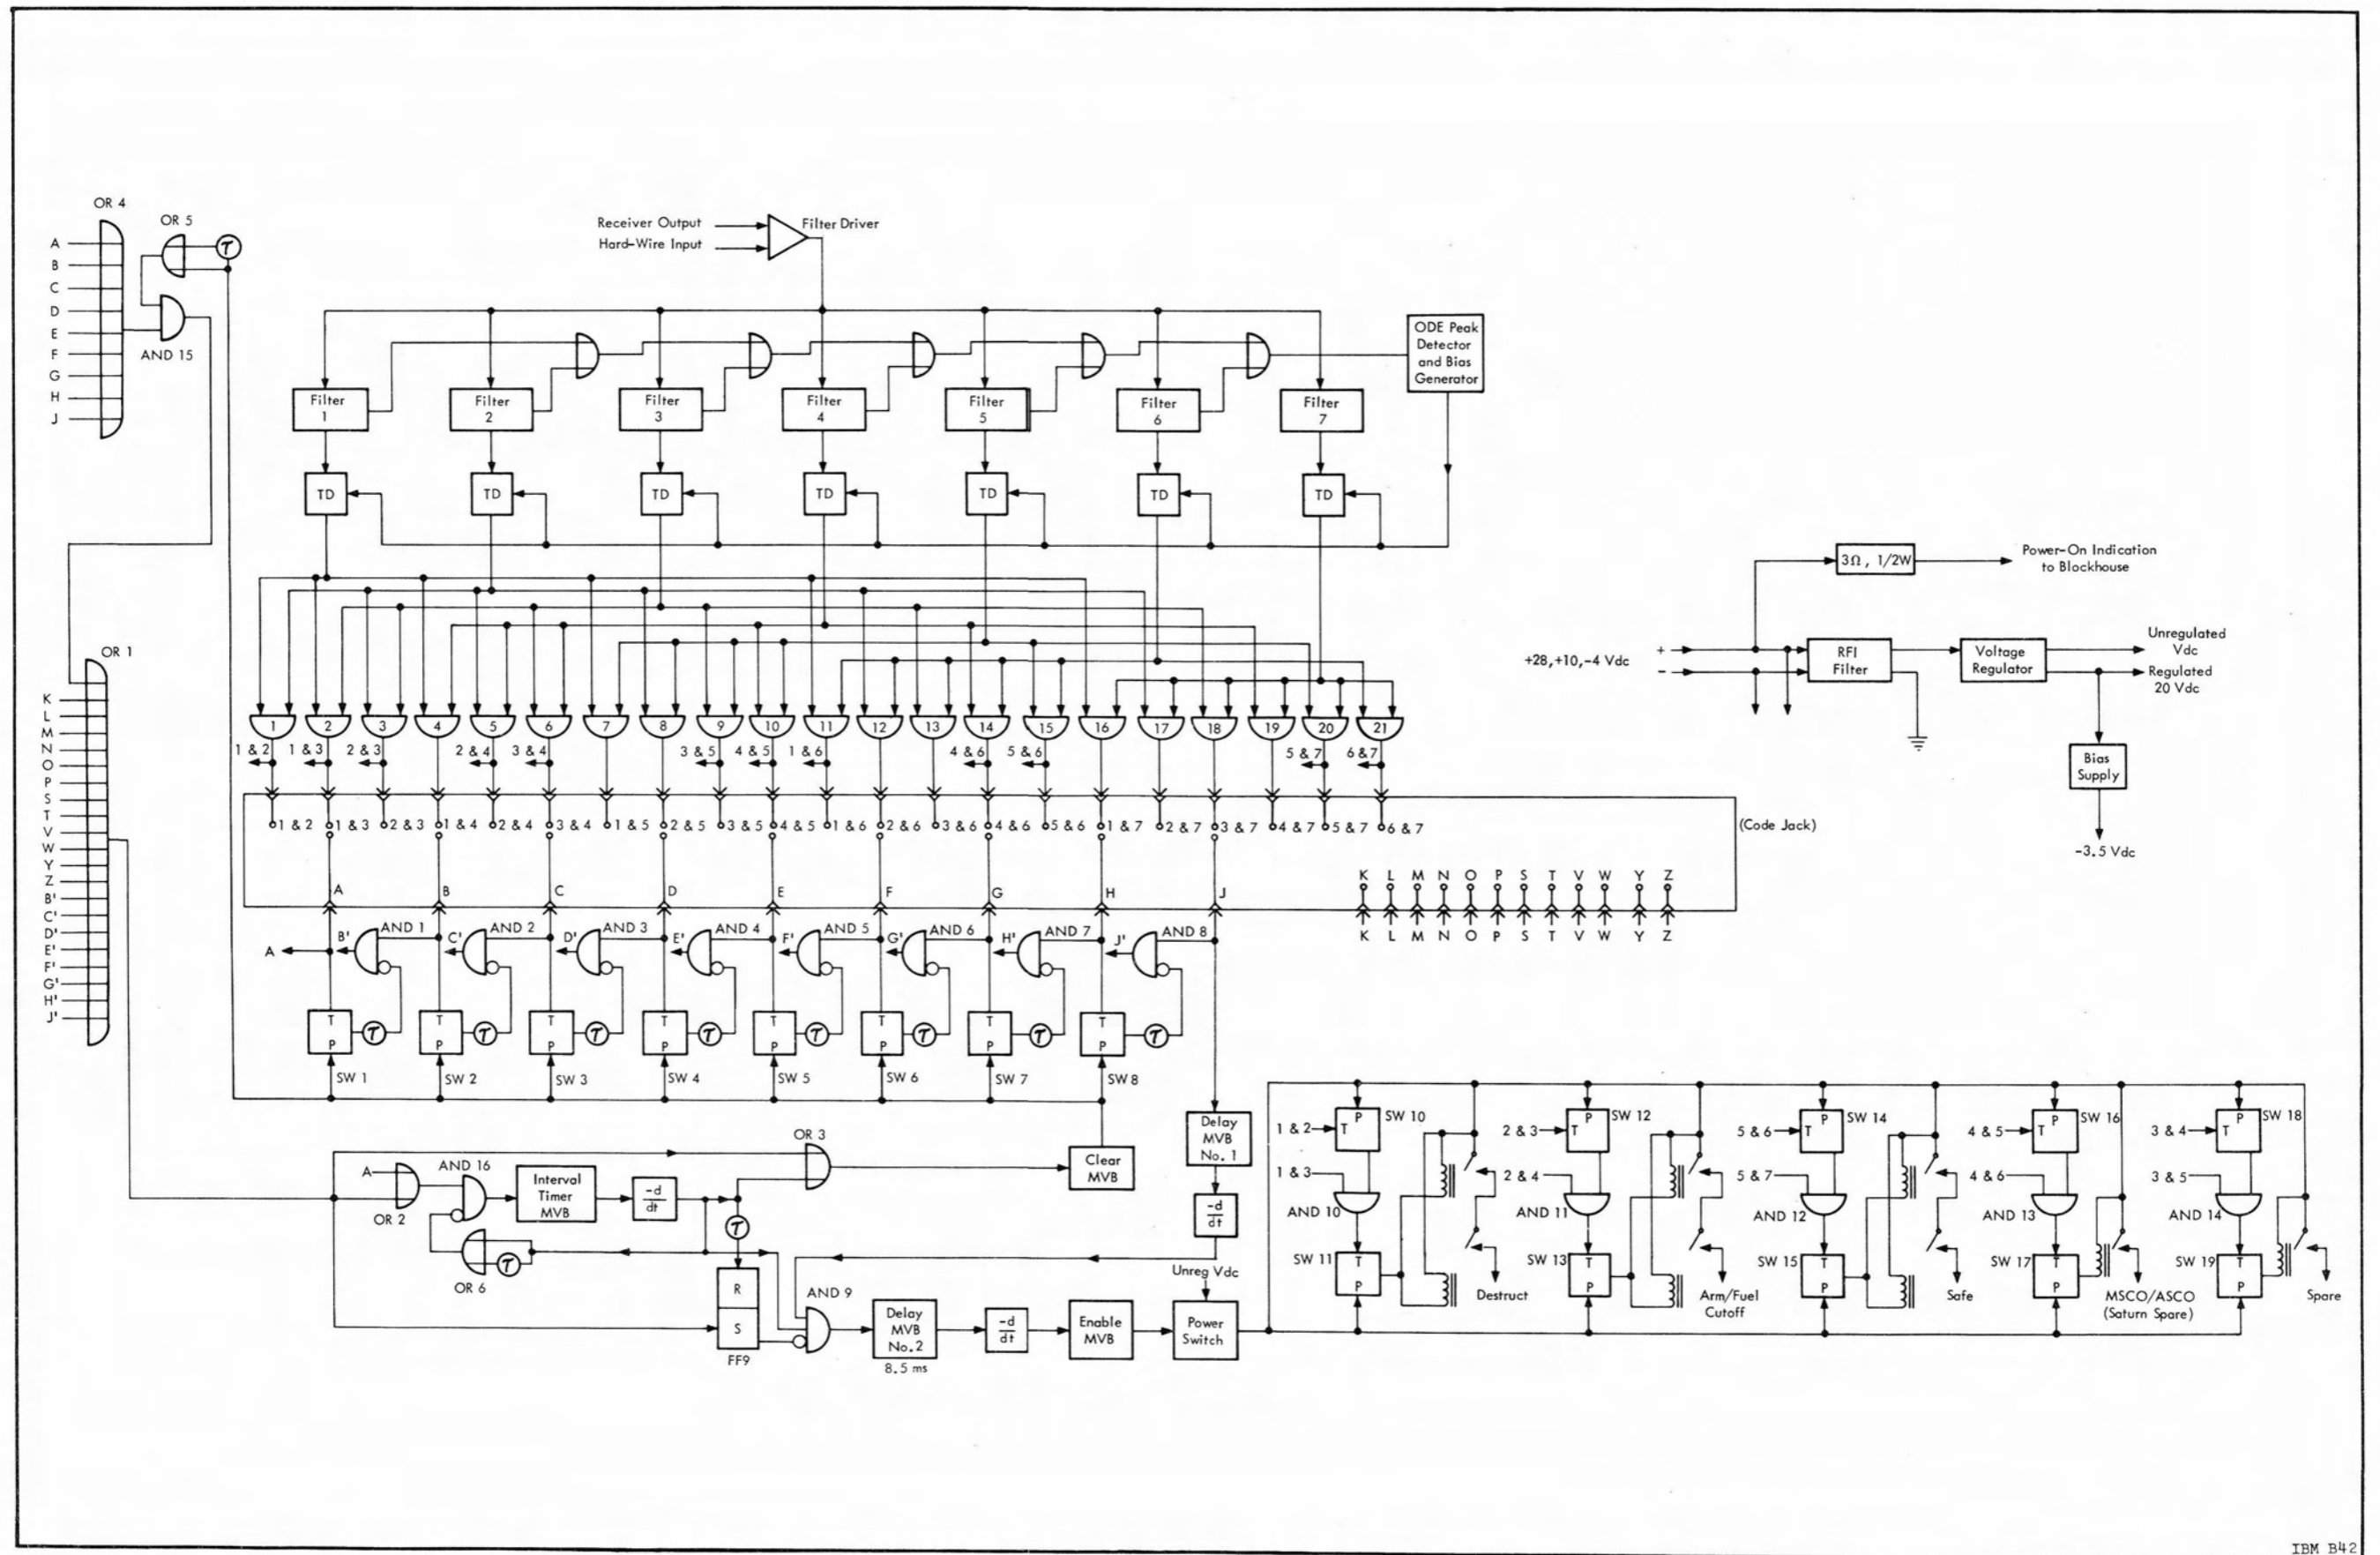 OR 4
OR 5
τ
A
B
C
D
E
F
G
H
J
AND 15
Receiver Output
Hard-Wire Input
Filter Driver
ODE Peak
Detector
and Bias
Generator
Filter
1
Filter
2
Filter
3
Filter
4
Filter
5
Filter
6
Filter
7
TD
TD
TD
TD
TD
TD
TD
3Ω, 1/2W
Power-On Indication
to Blockhouse
+28,+10,-4 Vdc
+
-
RFI
Filter
Voltage
Regulator
Unregulated
Vdc
Regulated
20 Vdc
Bias
Supply
-3.5 Vdc
OR 1
K
L
M
N
O
P
S
T
V
W
Y
Z
B'
C'
D'
E'
F'
G'
H'
J'
1 2 3 4 5 6 7 8 9 10 11 12 13 14 15 16 17 18 19 20 21
1 & 2 1 & 3 2 & 3 2 & 4 3 & 4 3 & 5 4 & 5 1 & 6 4 & 6 5 & 6 5 & 7 6 & 7
1 & 2 1 & 3 2 & 3 1 & 4 2 & 4 3 & 4 1 & 5 2 & 5 3 & 5 4 & 5 1 & 6 2 & 6 3 & 6 4 & 6 5 & 6 1 & 7 2 & 7 3 & 7 4 & 7 5 & 7 6 & 7
(Code Jack)
K L M N O P S T V W Y Z
A B C D E F G H J
K L M N O P S T V W Y Z
AND 1 AND 2 AND 3 AND 4 AND 5 AND 6 AND 7 AND 8
A B' C' D' E' F' G' H' J'
T T T T T T T T
τ τ τ τ τ τ τ τ
P P P P P P P P
SW 1 SW 2 SW 3 SW 4 SW 5 SW 6 SW 7 SW 8
OR 3
A
OR 2
AND 16
Interval
Timer
MVB
-d
dt
Clear
MVB
Delay
MVB
No. 1
-d
dt
τ
τ
OR 6
R
S
FF9
AND 9
Delay
MVB
No.2
8.5 ms
-d
dt
Enable
MVB
Unreg Vdc
Power
Switch
1 & 2
P
T
SW 10
1 & 3
AND 10
SW 11
T
P
Destruct
2 & 3
P
T
SW 12
2 & 4
AND 11
SW 13
T
P
Arm/Fuel
Cutoff
5 & 6
P
T
SW 14
5 & 7
AND 12
SW 15
T
P
Safe
4 & 5
P
T
SW 16
4 & 6
AND 13
SW 17
T
P
MSCO/ASCO
(Saturn Spare)
3 & 4
P
T
SW 18
3 & 5
AND 14
SW 19
T
P
Spare
IBM B42